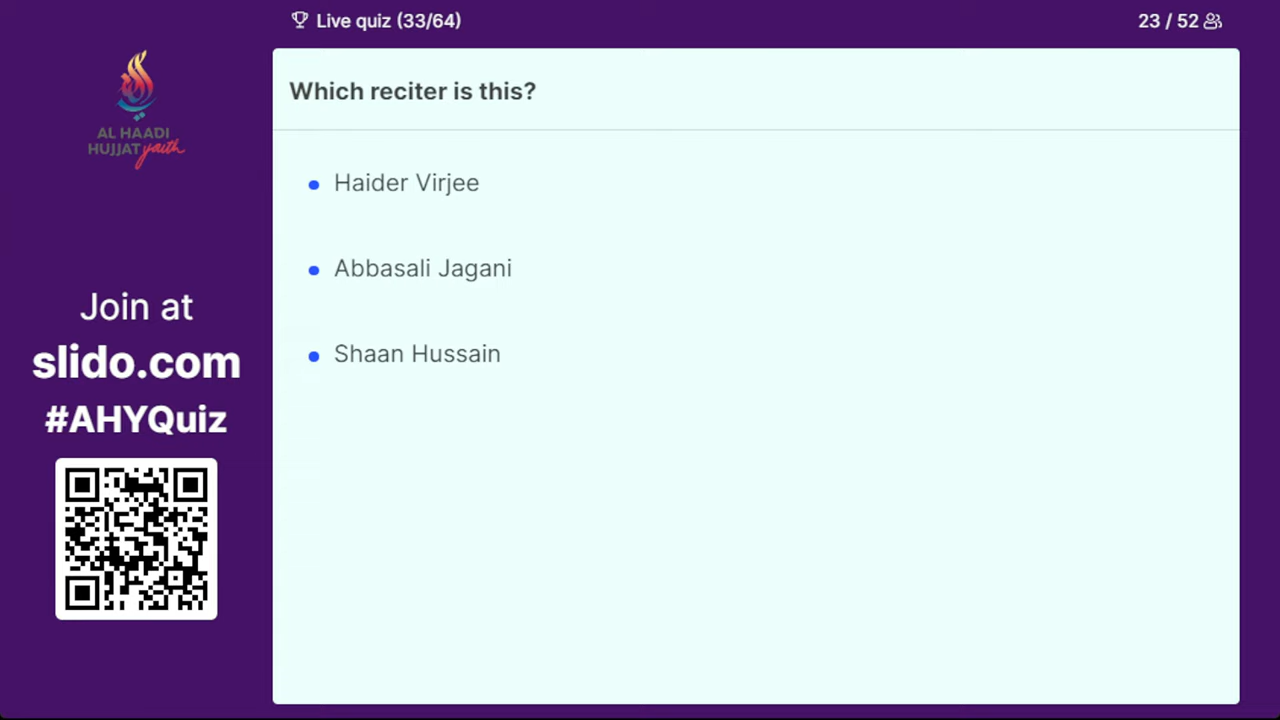 Live quiz (33/64)
23 / 52
AL HAADI
HUJJAT youth
Which reciter is this?
Haider Virjee
Abbasali Jagani
Shaan Hussain
Join at
slido.com
#AHYQuiz